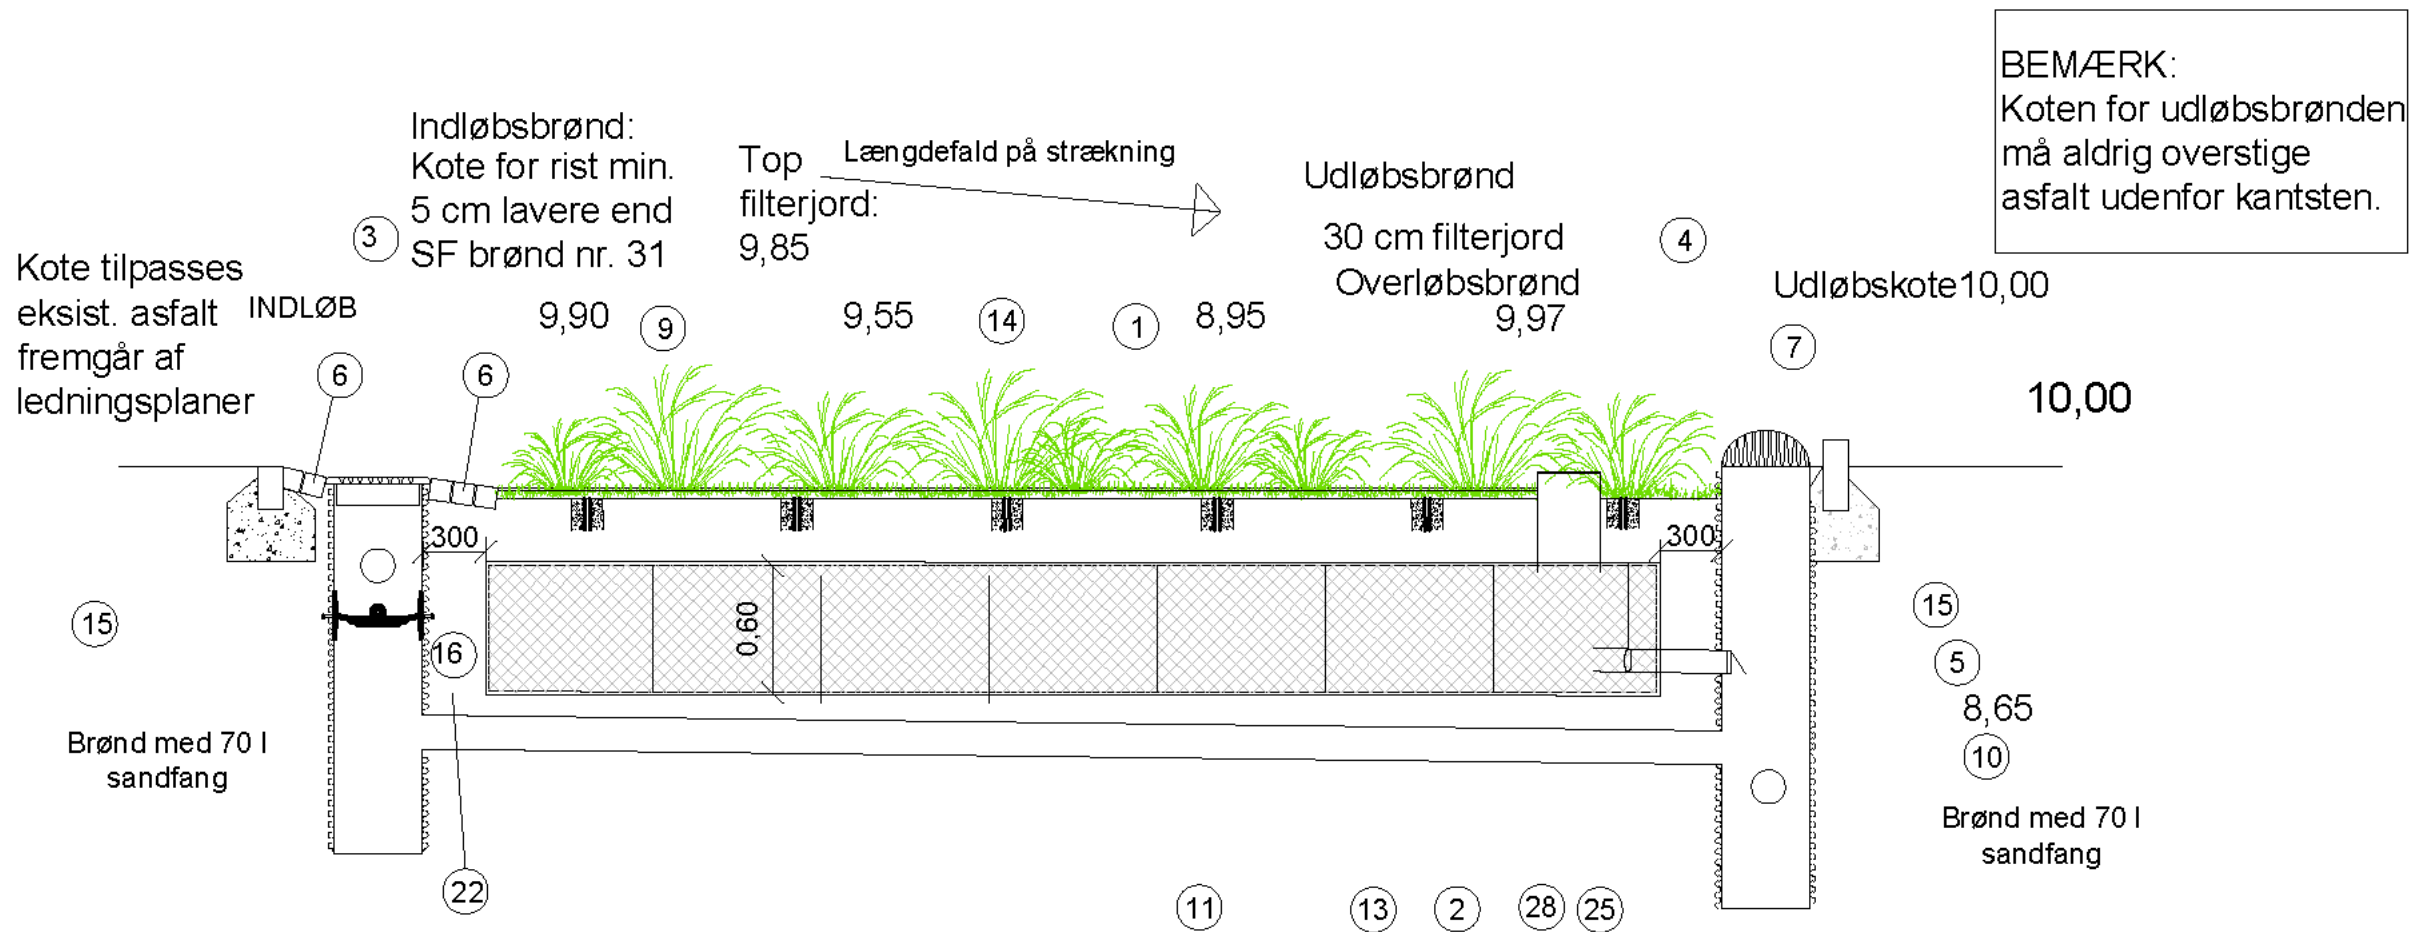 BEMÆRK:
Koten for udløbsbrønden
må aldrig overstige
asfalt udenfor kantsten.
Indløbsbrønd:
Kote for rist min.
5 cm lavere end
SF brønd nr. 31
3
Top
filterjord:
9,85
Længdefald på strækning
Udløbsbrønd
30 cm filterjord
Overløbsbrønd
9,97
4
Kote tilpasses
eksist. asfalt
fremgår af
ledningsplaner
INDLØB
Udløbskote10,00
9,90
9
9,55
14
1
8,95
7
6
6
10,00
300
300
0,60
15
16
15
5
8,65
10
Brønd med 70 l
sandfang
Brønd med 70 l
sandfang
22
11
13
2
28
25